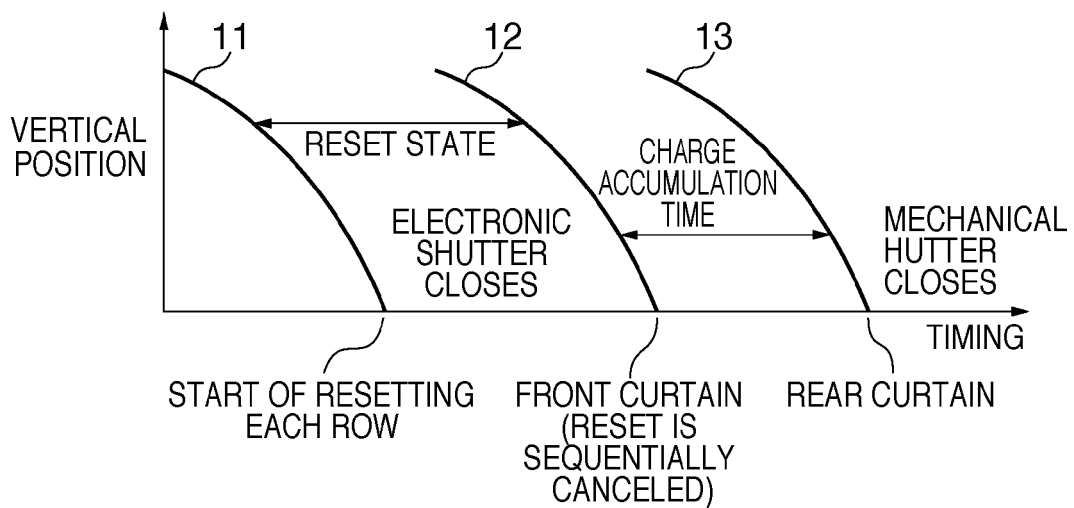 11
12
13
VERTICAL
POSITION
RESET STATE
CHARGE
ACCUMULATION
TIME
ELECTRONIC
SHUTTER
CLOSES
MECHANICAL
HUTTER
CLOSES
TIMING
START OF RESETTING
EACH ROW
FRONT CURTAIN
(RESET IS
SEQUENTIALLY
CANCELED)
REAR CURTAIN